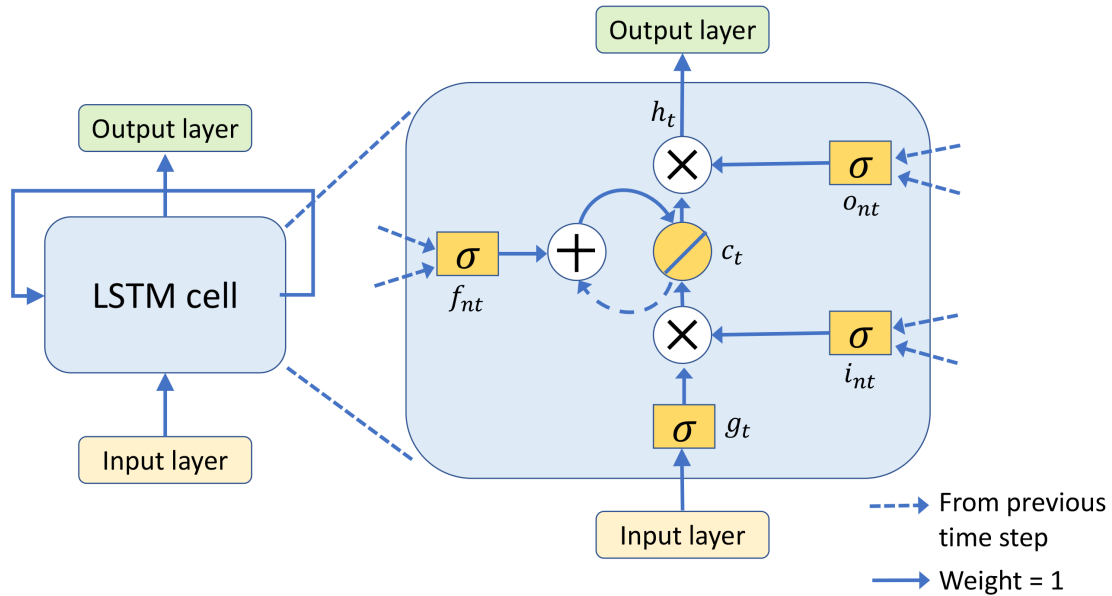 Output layer
LSTM cell
Input layer
Output layer
h_t
×
σ
o_nt
σ
f_nt
+
c_t
×
σ
i_nt
σ
g_t
Input layer
From previous
time step
Weight = 1